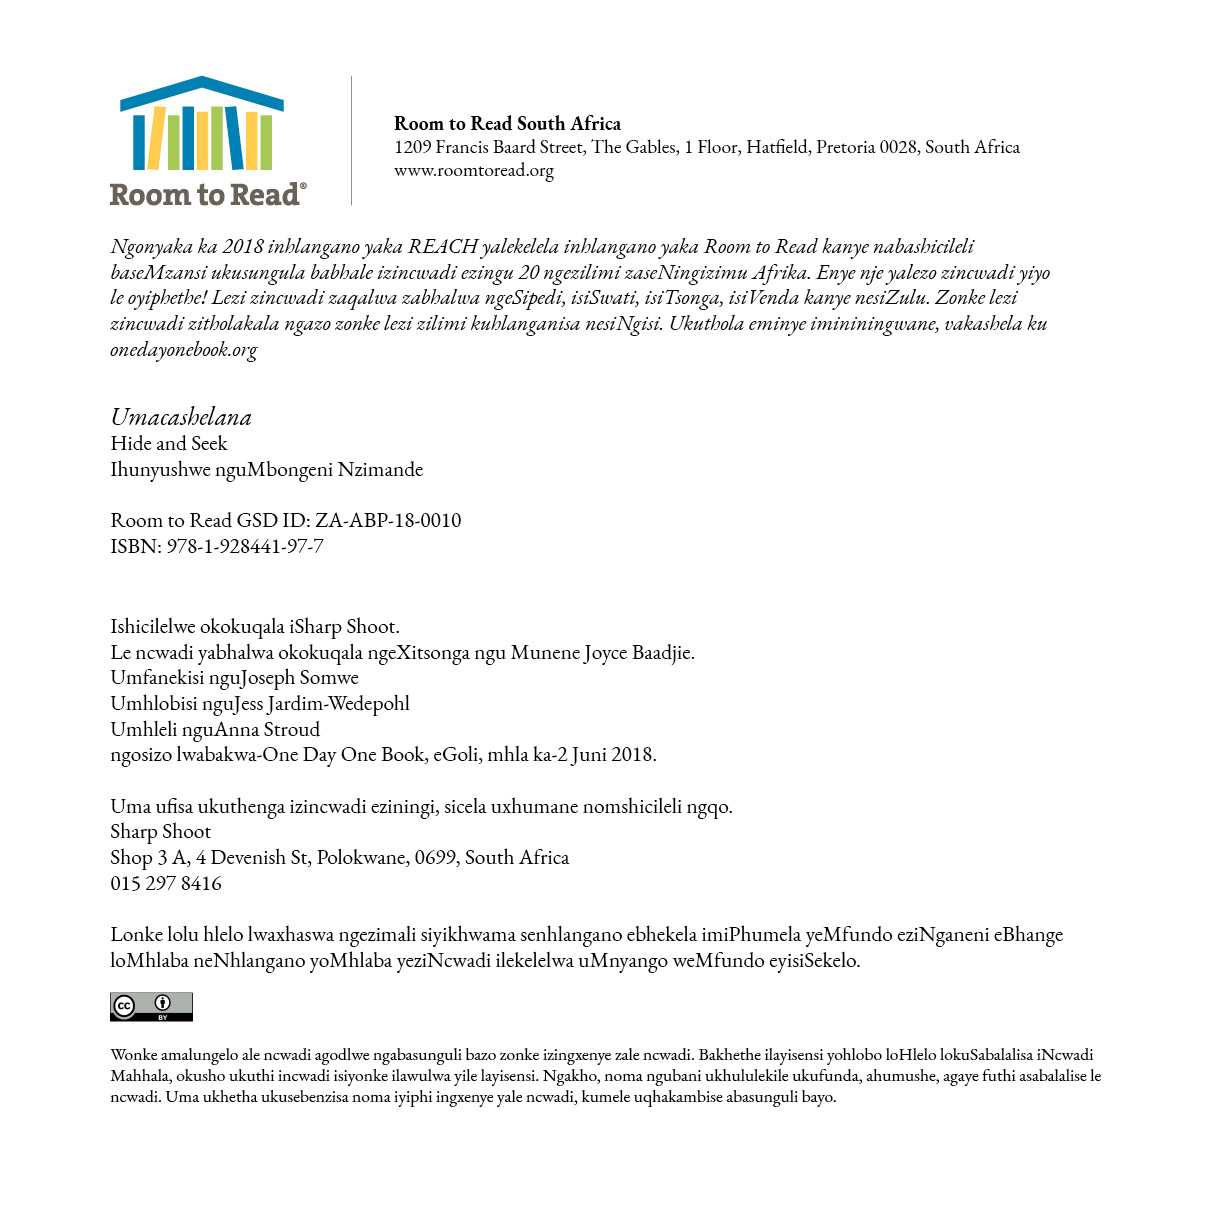 Room to Read®
Room to Read South Africa
1209 Francis Baard Street, The Gables, 1 Floor, Hatfield, Pretoria 0028, South Africa
www.roomtoread.org
Ngonyaka ka 2018 inhlangano yaka REACH yalekelela inhlangano yaka Room to Read kanye nabashicileli
baseMzansi ukusungula babhale izincwadi ezingu 20 ngezilimi zaseNingizimu Afrika. Enye nje yalezo zincwadi yiyo
le oyiphethe! Lezi zincwadi zaqalwa zabhalwa ngeSipedi, isiSwati, isiTsonga, isiVenda kanye nesiZulu. Zonke lezi
zincwadi zitholakala ngazo zonke lezi zilimi kuhlanganisa nesiNgisi. Ukuthola eminye imininingwane, vakashela ku
onedayonebook.org
Umacashelana
Hide and Seek
Ihunyushwe nguMbongeni Nzimande
Room to Read GSD ID: ZA-ABP-18-0010
ISBN: 978-1-928441-97-7
Ishicilelwe okokuqala iSharp Shoot.
Le ncwadi yabhalwa okokuqala ngeXitsonga ngu Munene Joyce Baadjie.
Umfanekisi nguJoseph Somwe
Umhlobisi nguJess Jardim-Wedepohl
Umhleli nguAnna Stroud
ngosizo lwabakwa-One Day One Book, eGoli, mhla ka-2 Juni 2018.
Uma ufisa ukuthenga izincwadi eziningi, sicela uxhumane nomshicileli ngqo.
Sharp Shoot
Shop 3 A, 4 Devenish St, Polokwane, 0699, South Africa
015 297 8416
Lonke lolu hlelo lwaxhaswa ngezimali siyikhwama senhlangano ebhekela imiPhumela yeMfundo eziNganeni eBhange
loMhlaba neNhlangano yoMhlaba yeziNcwadi ilekelelwa uMnyango weMfundo eyisiSekelo.
cc BY
Wonke amalungelo ale ncwadi agodlwe ngabasunguli bazo zonke izingxenye zale ncwadi. Bakhethe ilayisensi yohlobo loHlelo lokuSabalalisa iNcwadi
Mahhala, okusho ukuthi incwadi isiyonke ilawulwa yile layisensi. Ngakho, noma ngubani ukhululekile ukufunda, ahumushe, agaye futhi asabalalise le
ncwadi. Uma ukhetha ukusebenzisa noma iyiphi ingxenye yale ncwadi, kumele uqhakambise abasunguli bayo.